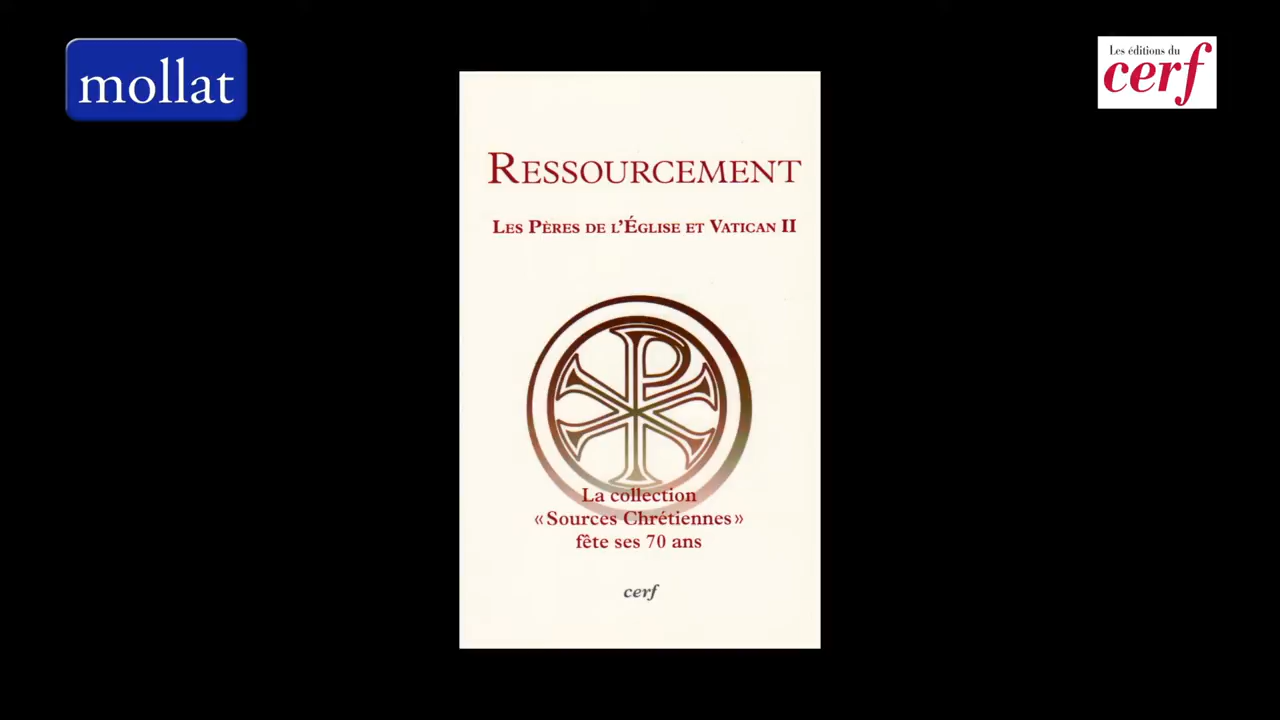 mollat
Les éditions du
cerf
RESSOURCEMENT
LES PÈRES DE L'ÉGLISE ET VATICAN II
La collection
« Sources Chrétiennes »
fête ses 70 ans
cerf